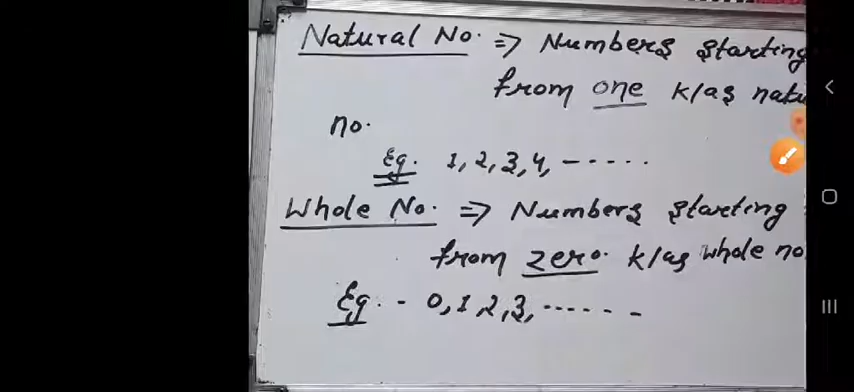 Natural No. ⇒ Numbers starting
from one k/as natu
no.
Eg. 1, 2, 3, 4, -----
Whole No. ⇒ Numbers starting
from zero. k/as whole no
Eg. - 0, 1, 2, 3, ------